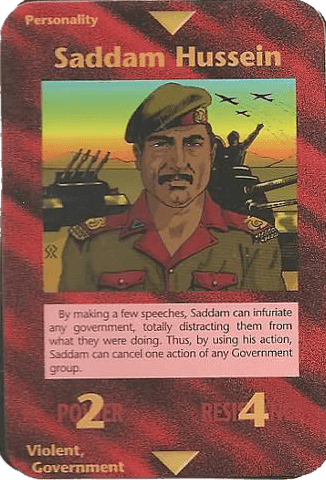 Personality
Saddam Hussein
By making a few speeches, Saddam can infuriate
any government, totally distracting them from
what they were doing. Thus, by using his action,
Saddam can cancel one action of any Government
group.
POWER 2 RESISTANCE 4
Violent,
Government